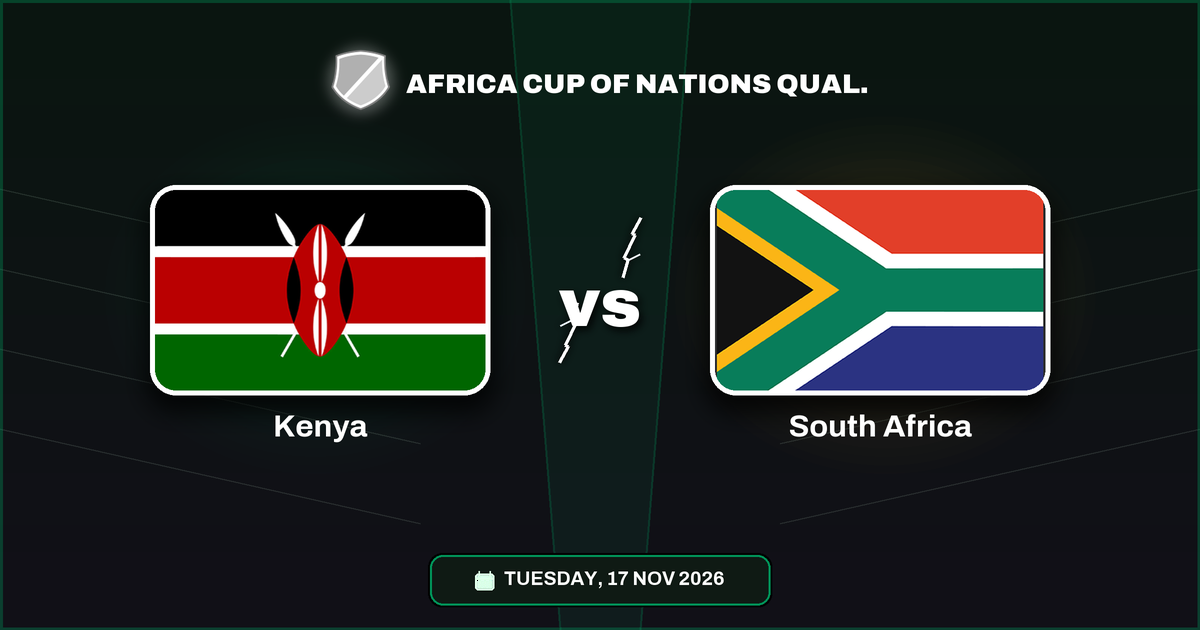 AFRICA CUP OF NATIONS QUAL.
VS
Kenya
South Africa
TUESDAY, 17 NOV 2026